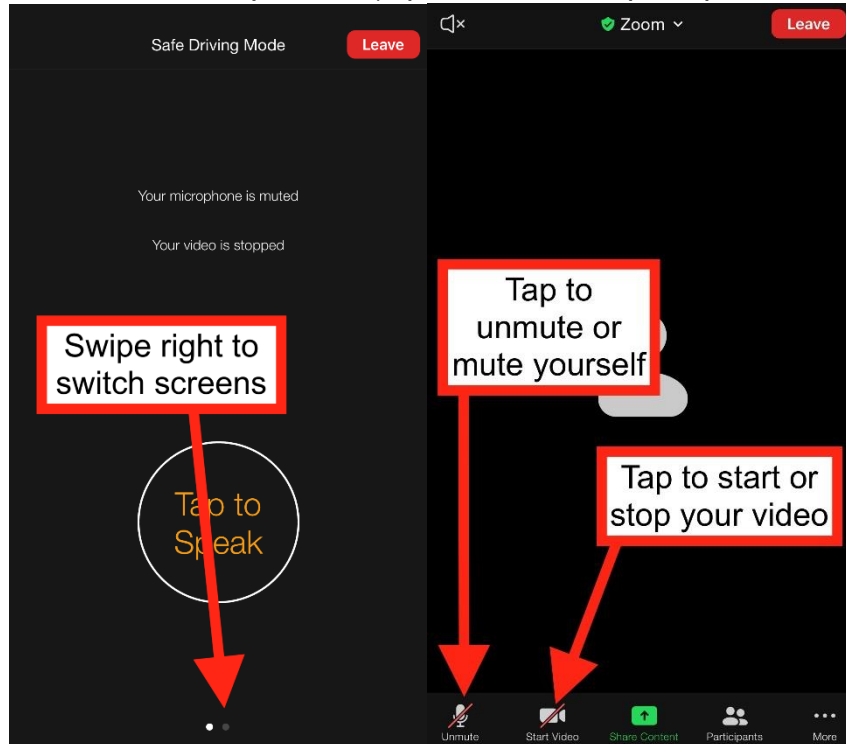 Safe Driving Mode
Leave
Your microphone is muted
Your video is stopped
Swipe right to
switch screens
Tap to
Speak
Zoom
Leave
Tap to
unmute or
mute yourself
Tap to start or
stop your video
Unmute
Start Video
Share Content
Participants
More